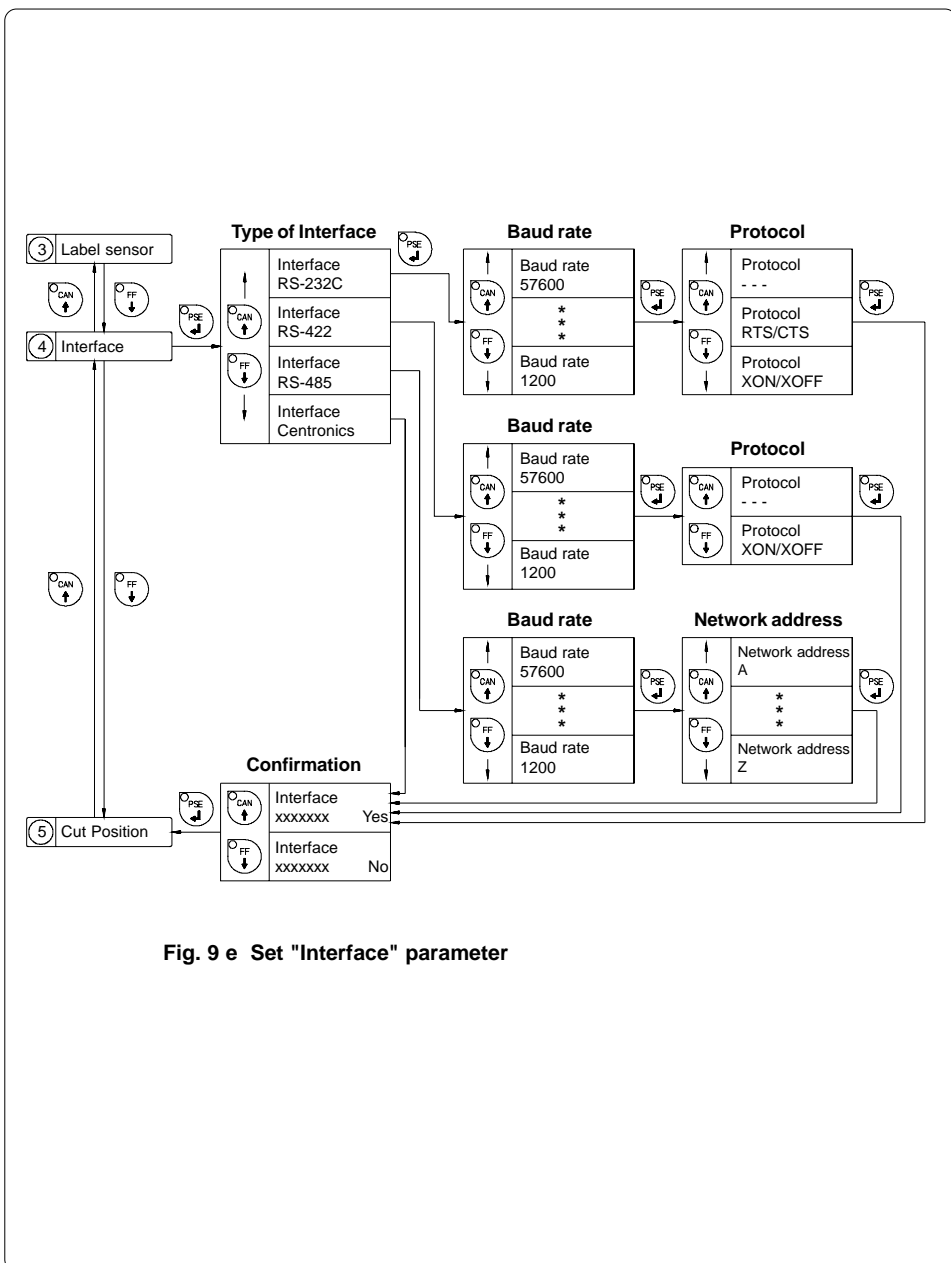 Type of Interface
Baud rate
Protocol
3 Label sensor
CAN
FF
4 Interface
PSE
CAN
FF
Interface
RS-232C
Interface
RS-422
Interface
RS-485
Interface
Centronics
PSE
CAN
FF
Baud rate
57600
*
*
*
Baud rate
1200
PSE
CAN
FF
Protocol
- - -
Protocol
RTS/CTS
Protocol
XON/XOFF
PSE
Baud rate
Protocol
CAN
FF
Baud rate
57600
*
*
*
Baud rate
1200
PSE
CAN
FF
Protocol
- - -
Protocol
XON/XOFF
PSE
CAN
FF
Baud rate
Network address
CAN
FF
Baud rate
57600
*
*
*
Baud rate
1200
PSE
CAN
FF
Network address
A
*
*
*
Network address
Z
PSE
Confirmation
5 Cut Position
PSE
CAN
FF
Interface
xxxxxxx Yes
Interface
xxxxxxx No
Fig. 9 e Set "Interface" parameter